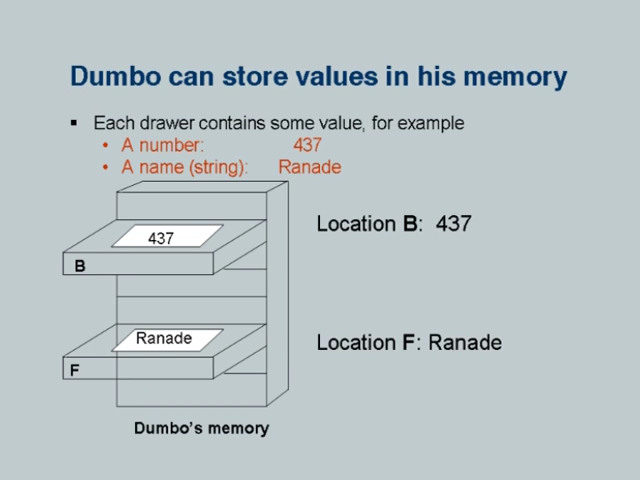 Dumbo can store values in his memory
▪ Each drawer contains some value, for example
• A number: 437
• A name (string): Ranade
437
Location B: 437
B
Ranade
Location F: Ranade
F
Dumbo's memory